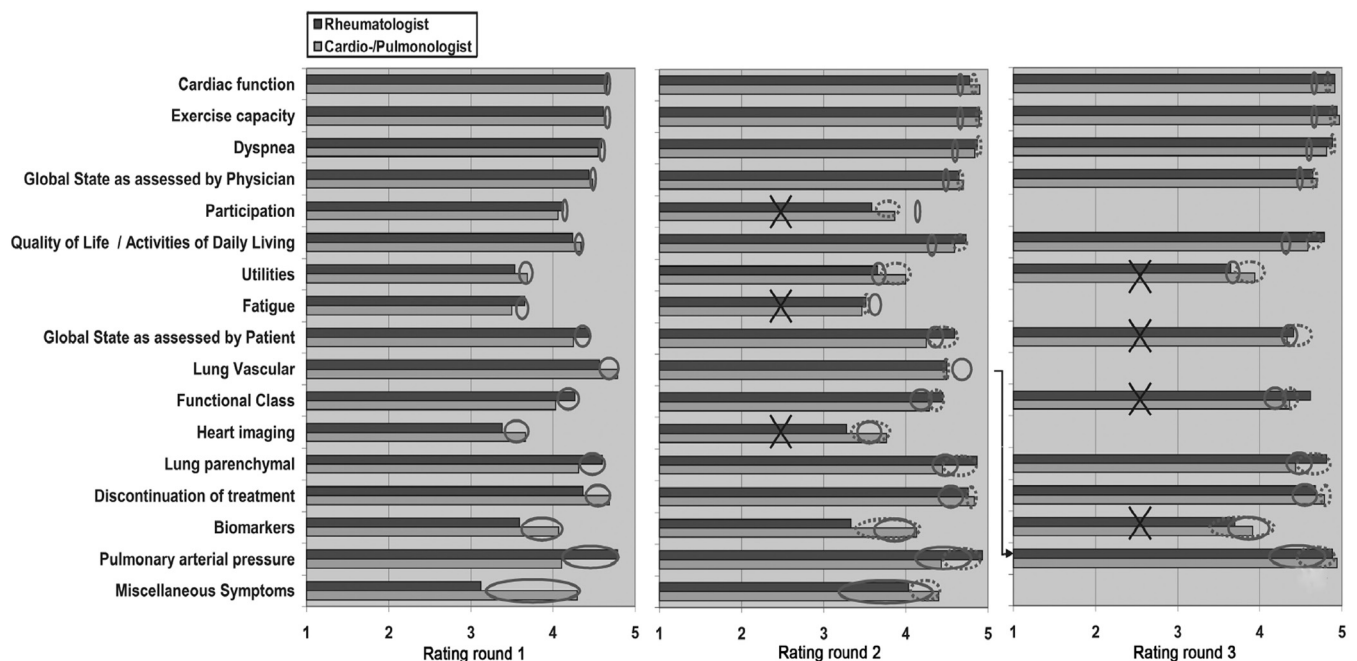 Rheumatologist
Cardio-/Pulmonologist
Cardiac function
Exercise capacity
Dyspnea
Global State as assessed by Physician
Participation
Quality of Life / Activities of Daily Living
Utilities
Fatigue
Global State as assessed by Patient
Lung Vascular
Functional Class
Heart imaging
Lung parenchymal
Discontinuation of treatment
Biomarkers
Pulmonary arterial pressure
Miscellaneous Symptoms
1 2 3 4 5
Rating round 1
1 2 3 4 5
Rating round 2
1 2 3 4 5
Rating round 3